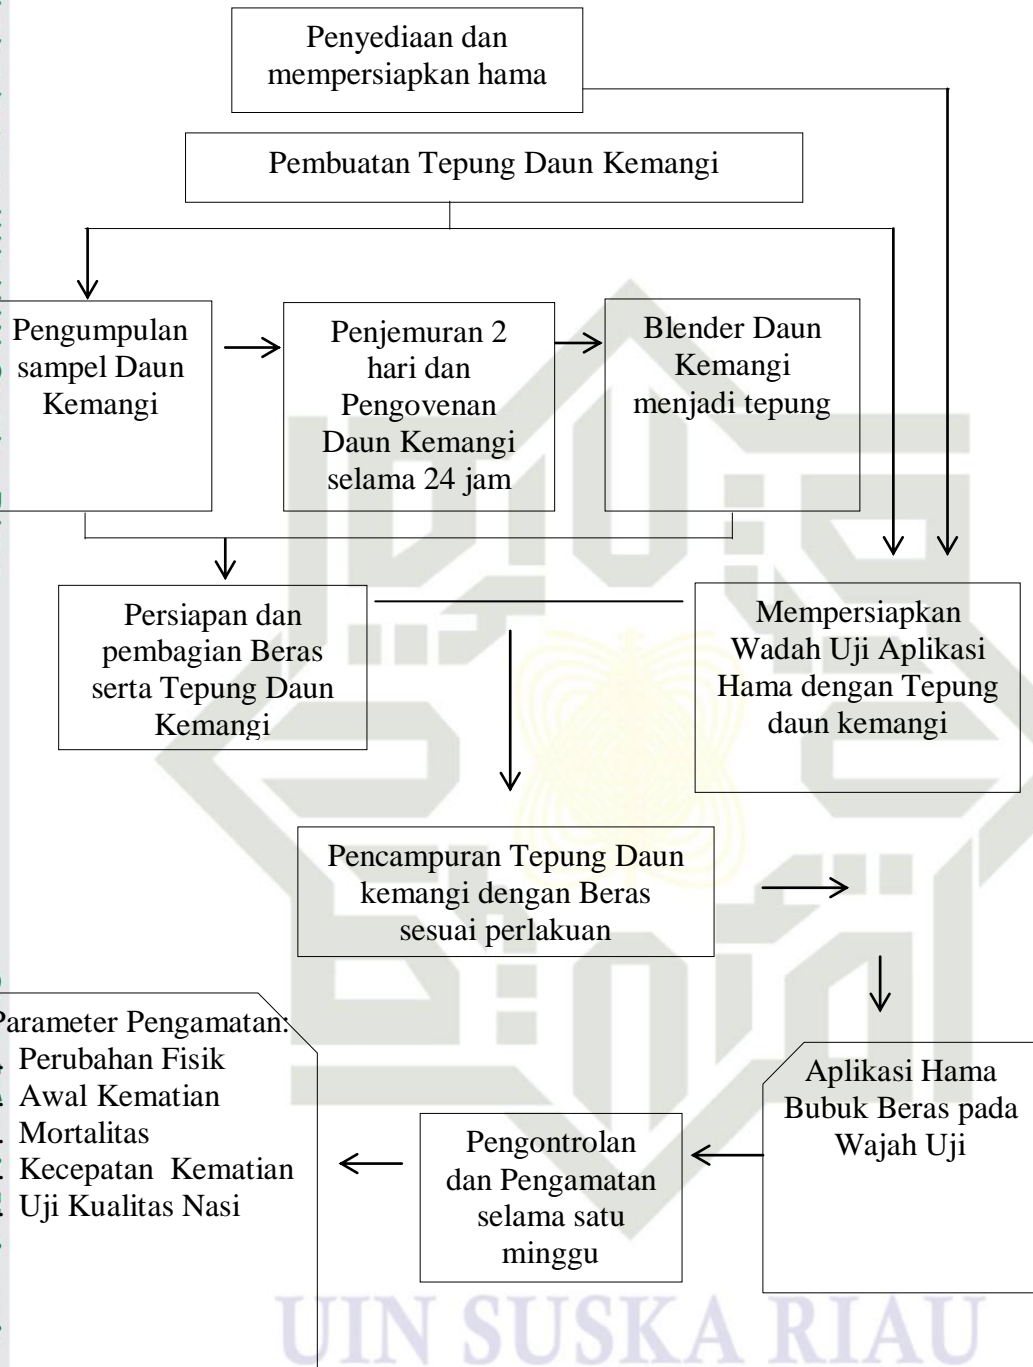 Penyediaan dan
mempersiapkan hama
Pembuatan Tepung Daun Kemangi
Pengumpulan
sampel Daun
Kemangi
Penjemuran 2
hari dan
Pengovenan
Daun Kemangi
selama 24 jam
Blender Daun
Kemangi
menjadi tepung
Persiapan dan
pembagian Beras
serta Tepung Daun
Kemangi
Mempersiapkan
Wadah Uji Aplikasi
Hama dengan Tepung
daun kemangi
Pencampuran Tepung Daun
kemangi dengan Beras
sesuai perlakuan
Aplikasi Hama
Bubuk Beras pada
Wajah Uji
Pengontrolan
dan Pengamatan
selama satu
minggu
Parameter Pengamatan:
. Perubahan Fisik
. Awal Kematian
. Mortalitas
. Kecepatan Kematian
. Uji Kualitas Nasi
UIN SUSKA RIAU